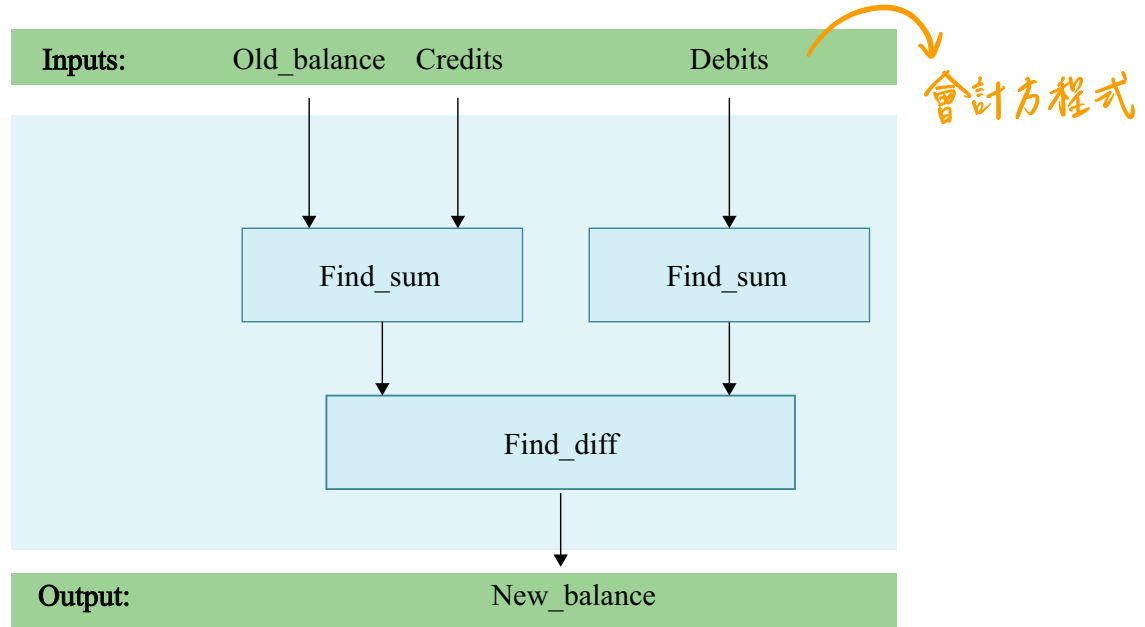 Inputs: Old_balance Credits Debits
會計方程式
Find_sum Find_sum
Find_diff
Output: New_balance